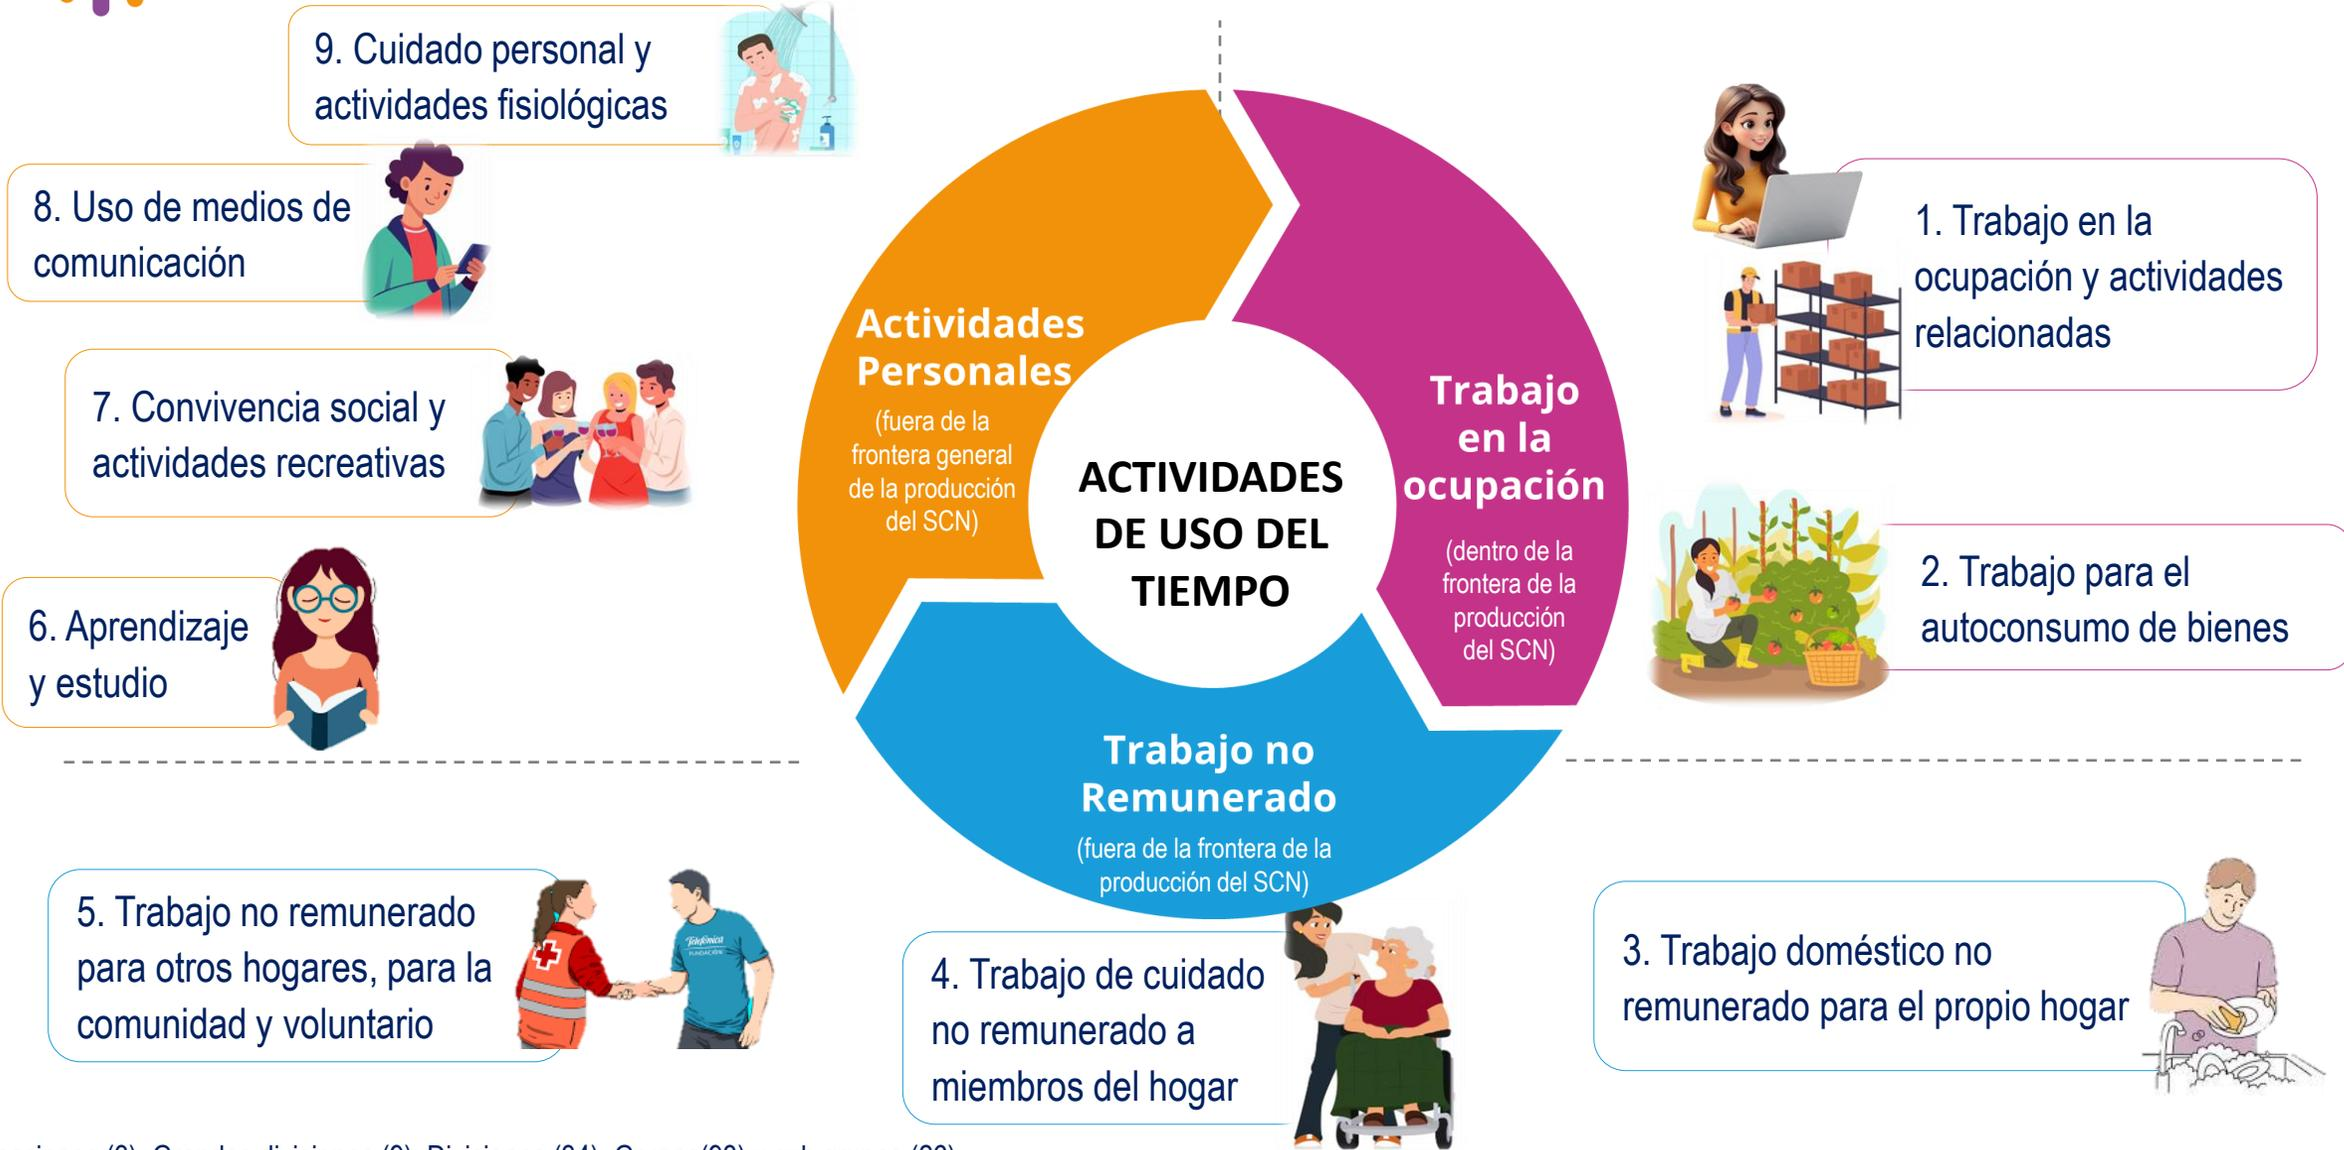 9. Cuidado personal y
actividades fisiológicas
8. Uso de medios de
comunicación
7. Convivencia social y
actividades recreativas
6. Aprendizaje
y estudio
Actividades
Personales
(fuera de la
frontera general
de la producción
del SCN)
ACTIVIDADES
DE USO DEL
TIEMPO
Trabajo
en la
ocupación
(dentro de la
frontera de la
producción
del SCN)
1. Trabajo en la
ocupación y actividades
relacionadas
2. Trabajo para el
autoconsumo de bienes
Trabajo no
Remunerado
(fuera de la frontera de la
producción del SCN)
5. Trabajo no remunerado
para otros hogares, para la
comunidad y voluntario
Telefónica
FUNDACIÓN
4. Trabajo de cuidado
no remunerado a
miembros del hogar
3. Trabajo doméstico no
remunerado para el propio hogar